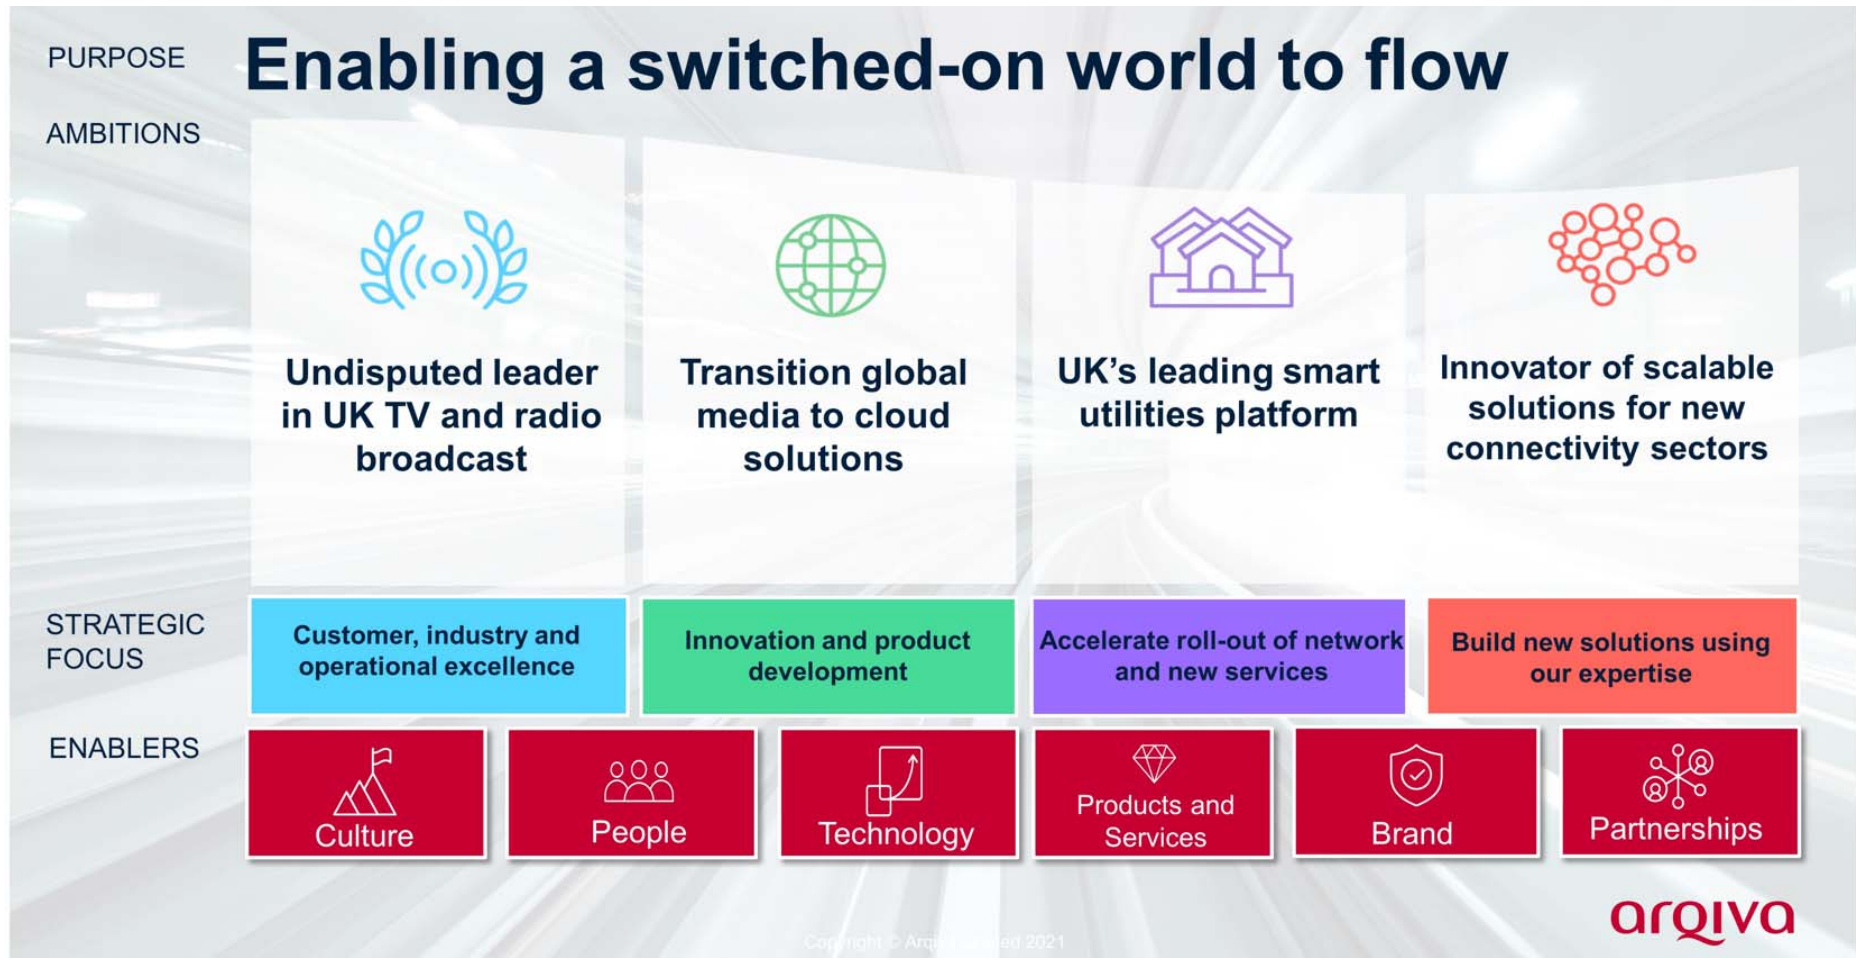 PURPOSE
Enabling a switched-on world to flow
AMBITIONS
Undisputed leader
in UK TV and radio
broadcast
Transition global
media to cloud
solutions
UK's leading smart
utilities platform
Innovator of scalable
solutions for new
connectivity sectors
STRATEGIC
FOCUS
Customer, industry and
operational excellence
Innovation and product
development
Accelerate roll-out of network
and new services
Build new solutions using
our expertise
ENABLERS
Culture
People
Technology
Products and
Services
Brand
Partnerships
arqiva
Copyright © 2021